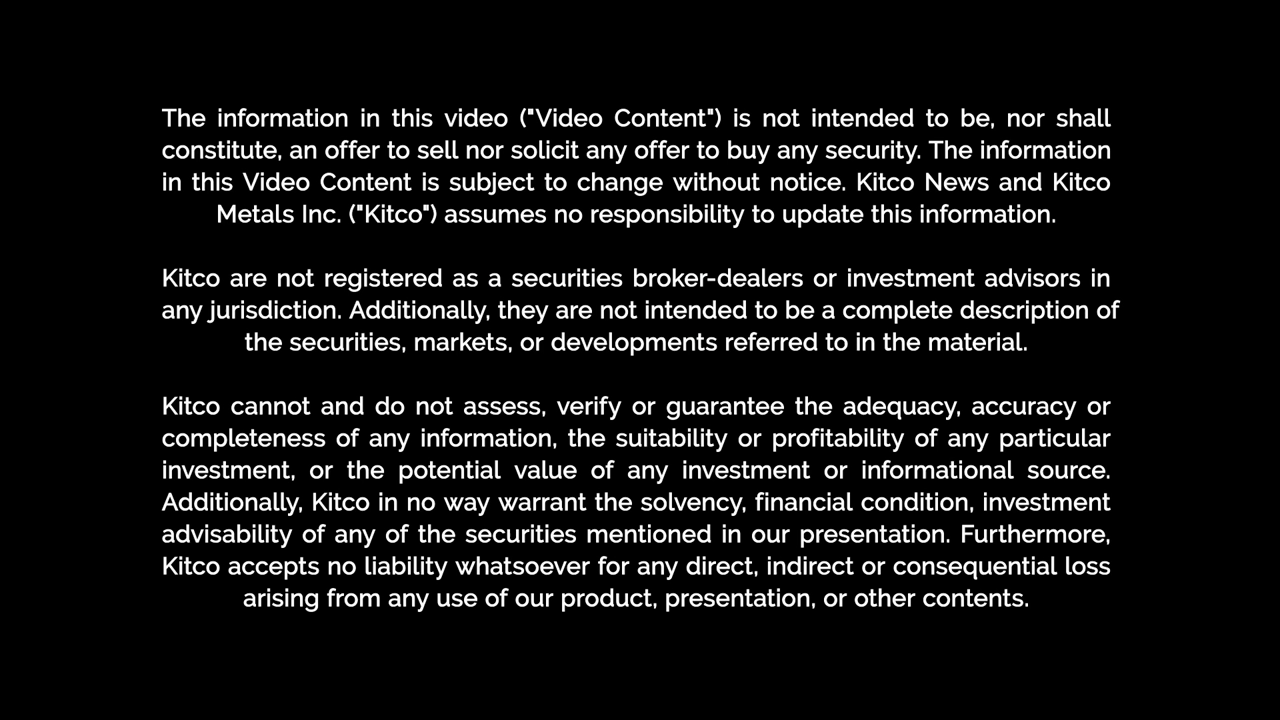 The information in this video ("Video Content") is not intended to be, nor shall
constitute, an offer to sell nor solicit any offer to buy any security. The information
in this Video Content is subject to change without notice. Kitco News and Kitco
Metals Inc. ("Kitco") assumes no responsibility to update this information.
Kitco are not registered as a securities broker-dealers or investment advisors in
any jurisdiction. Additionally, they are not intended to be a complete description of
the securities, markets, or developments referred to in the material.
Kitco cannot and do not assess, verify or guarantee the adequacy, accuracy or
completeness of any information, the suitability or profitability of any particular
investment, or the potential value of any investment or informational source.
Additionally, Kitco in no way warrant the solvency, financial condition, investment
advisability of any of the securities mentioned in our presentation. Furthermore,
Kitco accepts no liability whatsoever for any direct, indirect or consequential loss
arising from any use of our product, presentation, or other contents.